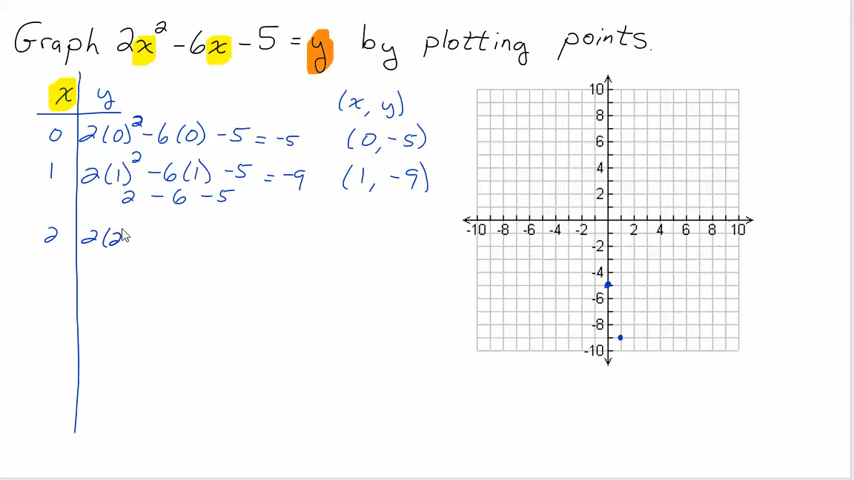 Graph 2x² - 6x - 5 = y by plotting points.
x y (x, y)
0 2(0)² - 6(0) - 5 = -5 (0, -5)
1 2(1)² - 6(1) - 5 = -9 (1, -9)
2 - 6 - 5
2 2(2
10
8
6
4
2
-10 -8 -6 -4 -2 2 4 6 8 10
-2
-4
-6
-8
-10